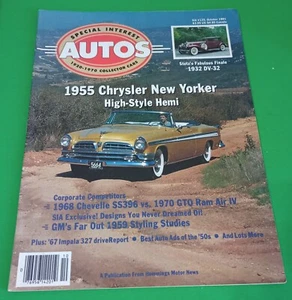 SPECIAL INTEREST
AUTOS
1920-1970 COLLECTOR CARS
Stutz's Fabulous Finale
1932 DV-32
1955 Chrysler New Yorker
High-Style Hemi
Corporate Competitors
1968 Chevelle SS396 vs. 1970 GTO Ram Air IV
SIA Exclusive! Designs You Never Dreamed Of!
GM's Far Out 1959 Styling Studies
Plus: '67 Impala 327 driveReport • Best Auto Ads of the '50s • And Lots More
A Publication From Hemmings Motor News